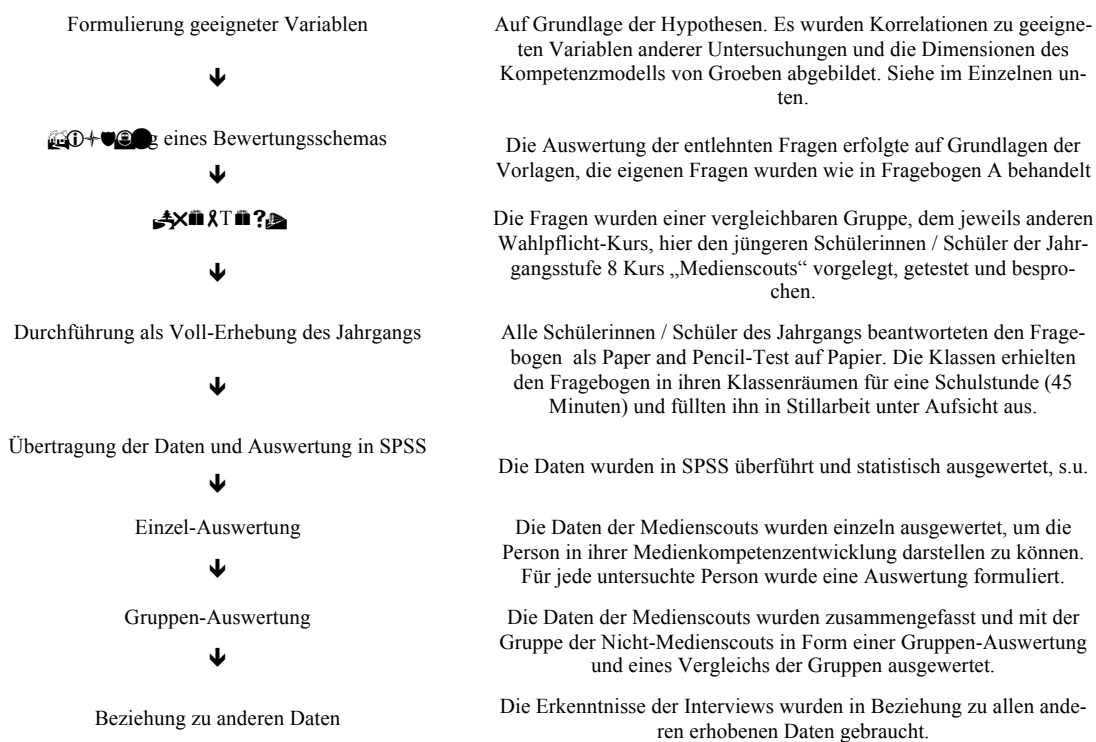 Formulierung geeigneter Variablen
Auf Grundlage der Hypothesen. Es wurden Korrelationen zu geeigne-
ten Variablen anderer Untersuchungen und die Dimensionen des
Kompetenzmodells von Groeben abgebildet. Siehe im Einzelnen un-
ten.
eines Bewertungsschemas
Die Auswertung der entlehnten Fragen erfolgte auf Grundlagen der
Vorlagen, die eigenen Fragen wurden wie in Fragebogen A behandelt
Die Fragen wurden einer vergleichbaren Gruppe, dem jeweils anderen
Wahlpflicht-Kurs, hier den jüngeren Schülerinnen / Schüler der Jahr-
gangsstufe 8 Kurs „Medienscouts“ vorgelegt, getestet und bespro-
chen.
Durchführung als Voll-Erhebung des Jahrgangs
Alle Schülerinnen / Schüler des Jahrgangs beantworteten den Frage-
bogen als Paper and Pencil-Test auf Papier. Die Klassen erhielten
den Fragebogen in ihren Klassenräumen für eine Schulstunde (45
Minuten) und füllten ihn in Stillarbeit unter Aufsicht aus.
Übertragung der Daten und Auswertung in SPSS
Die Daten wurden in SPSS überführt und statistisch ausgewertet, s.u.
Einzel-Auswertung
Die Daten der Medienscouts wurden einzeln ausgewertet, um die
Person in ihrer Medienkompetenzentwicklung darstellen zu können.
Für jede untersuchte Person wurde eine Auswertung formuliert.
Gruppen-Auswertung
Die Daten der Medienscouts wurden zusammengefasst und mit der
Gruppe der Nicht-Medienscouts in Form einer Gruppen-Auswertung
und eines Vergleichs der Gruppen ausgewertet.
Beziehung zu anderen Daten
Die Erkenntnisse der Interviews wurden in Beziehung zu allen ande-
ren erhobenen Daten gebraucht.